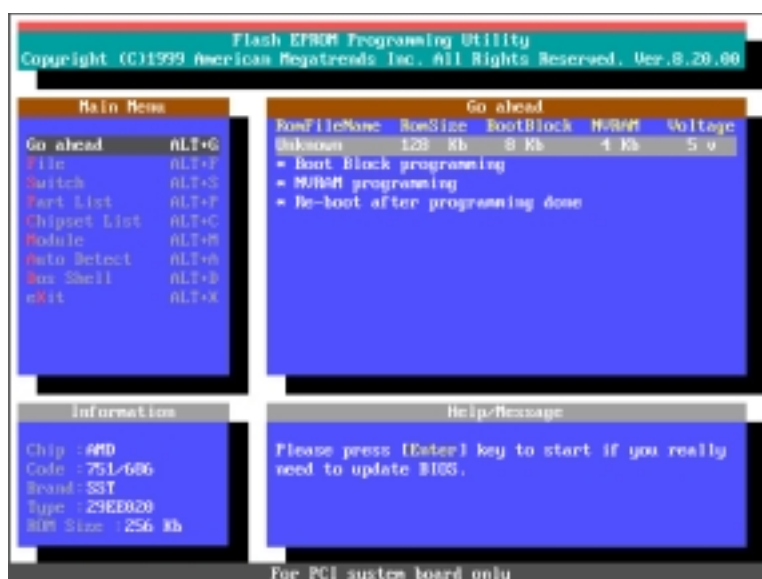 Flash EPROM Programming Utility
Copyright (C)1999 American Megatrends Inc. All Rights Reserved. Ver.8.20.00
Main Menu
Go ahead ALT+G
File ALT+F
Switch ALT+S
Part List ALT+P
Chipset List ALT+C
Module ALT+M
Auto Detect ALT+A
Dos Shell ALT+D
eXit ALT+X
Go ahead
RomFileName RomSize BootBlock NVRAM Voltage
Unknown 128 Kb 8 Kb 4 Kb 5 v
* Boot Block programming
* NVRAM programming
* Re-boot after programming done
Information
Chip :AMD
Code :751/686
Brand:SST
Type :29EE020
ROM Size :256 Kb
Help/Message
Please press [Enter] key to start if you really
need to update BIOS.
For PCI system board only